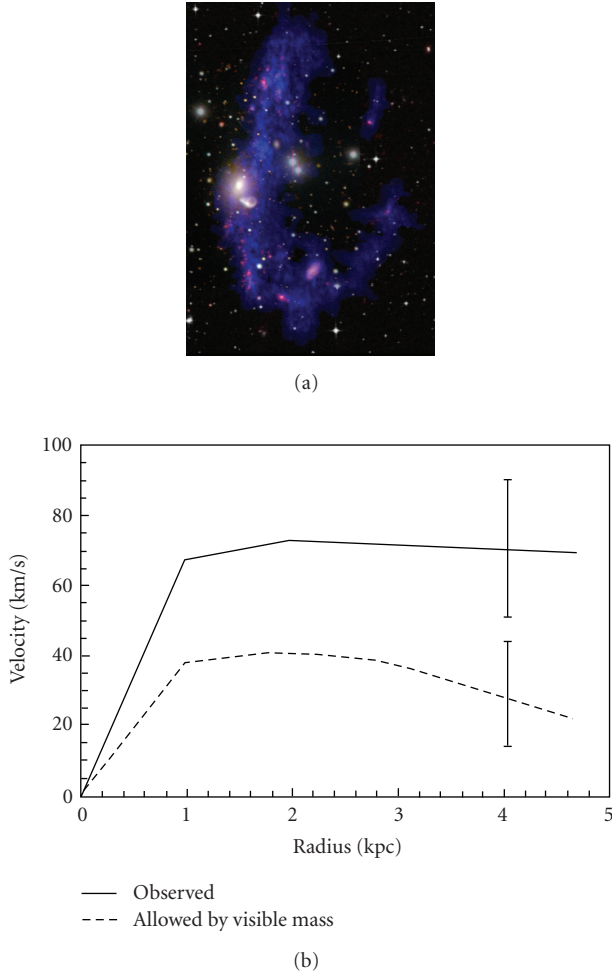 (a)
100
80
60
40
20
0
Velocity (km/s)
0 1 2 3 4 5
Radius (kpc)
Observed
Allowed by visible mass
(b)